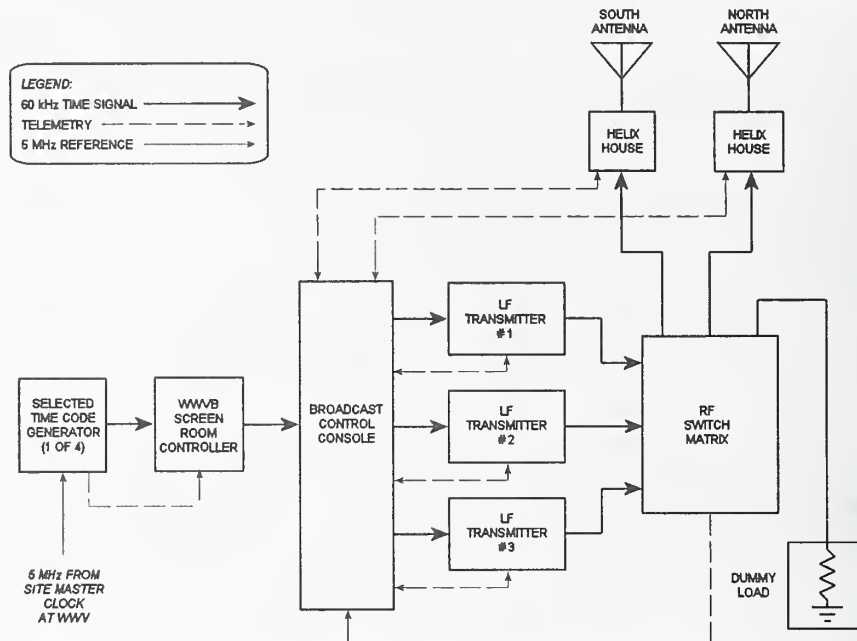 SOUTH
ANTENNA
NORTH
ANTENNA
LEGEND:
60 kHz TIME SIGNAL
TELEMETRY
5 MHz REFERENCE
HELIX
HOUSE
HELIX
HOUSE
LF
TRANSMITTER
#1
SELECTED
TIME CODE
GENERATOR
(1 OF 4)
WWVB
SCREEN
ROOM
CONTROLLER
BROADCAST
CONTROL
CONSOLE
LF
TRANSMITTER
#2
RF
SWITCH
MATRIX
LF
TRANSMITTER
#3
5 MHz FROM
SITE MASTER
CLOCK
AT WWV
DUMMY
LOAD